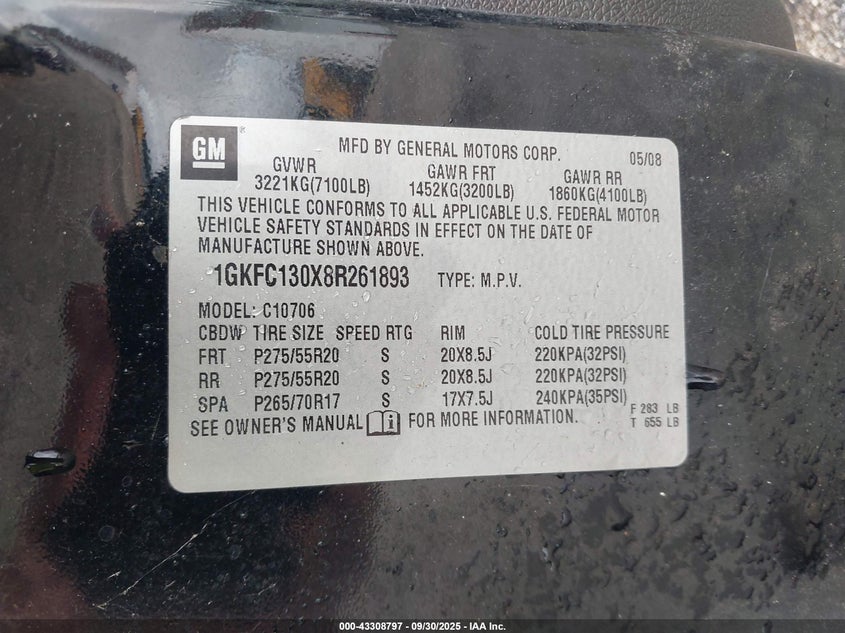 GM
MFD BY GENERAL MOTORS CORP. 05/08
GVWR GAWR FRT GAWR RR
3221KG(7100LB) 1452KG(3200LB) 1860KG(4100LB)
THIS VEHICLE CONFORMS TO ALL APPLICABLE U.S. FEDERAL MOTOR
VEHICLE SAFETY STANDARDS IN EFFECT ON THE DATE OF
MANUFACTURE SHOWN ABOVE.
1GKFC130X8R261893 TYPE: M.P.V.
MODEL: C10706
CBDW TIRE SIZE SPEED RTG RIM COLD TIRE PRESSURE
FRT P275/55R20 S 20X8.5J 220KPA(32PSI)
RR P275/55R20 S 20X8.5J 220KPA(32PSI)
SPA P265/70R17 S 17X7.5J 240KPA(35PSI)
SEE OWNER'S MANUAL i FOR MORE INFORMATION.
F 283 LB
T 655 LB
000-43308797 - 09/30/2025 - IAA Inc.